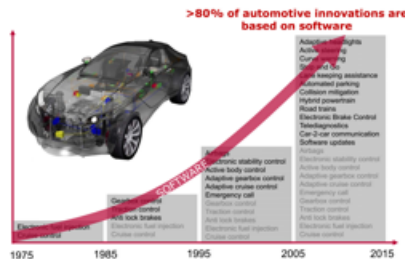 >80% of automotive innovations are
based on software
Adaptive headlights
Active steering
Curve warning
Stop and Go
Lane keeping assistance
Automated parking
Collision mitigation
Hybrid powertrain
Road trains
Electronic Brake Control
Telediagnostics
Car-2-car communication
Software updates
Airbags
Electronic stability control
Active body control
Adaptive gearbox control
Adaptive cruise control
Emergency call
Gearbox control
Traction control
Anti lock brakes
Electronic fuel injection
Cruise control
Airbags
Electronic stability control
Active body control
Adaptive gearbox control
Adaptive cruise control
Emergency call
Gearbox control
Traction control
Anti lock brakes
Electronic fuel injection
Cruise control
Gearbox control
Traction control
Anti lock brakes
Electronic fuel injection
Cruise control
Electronic fuel injection
Cruise control
SOFTWARE
1975
1985
1995
2005
2015